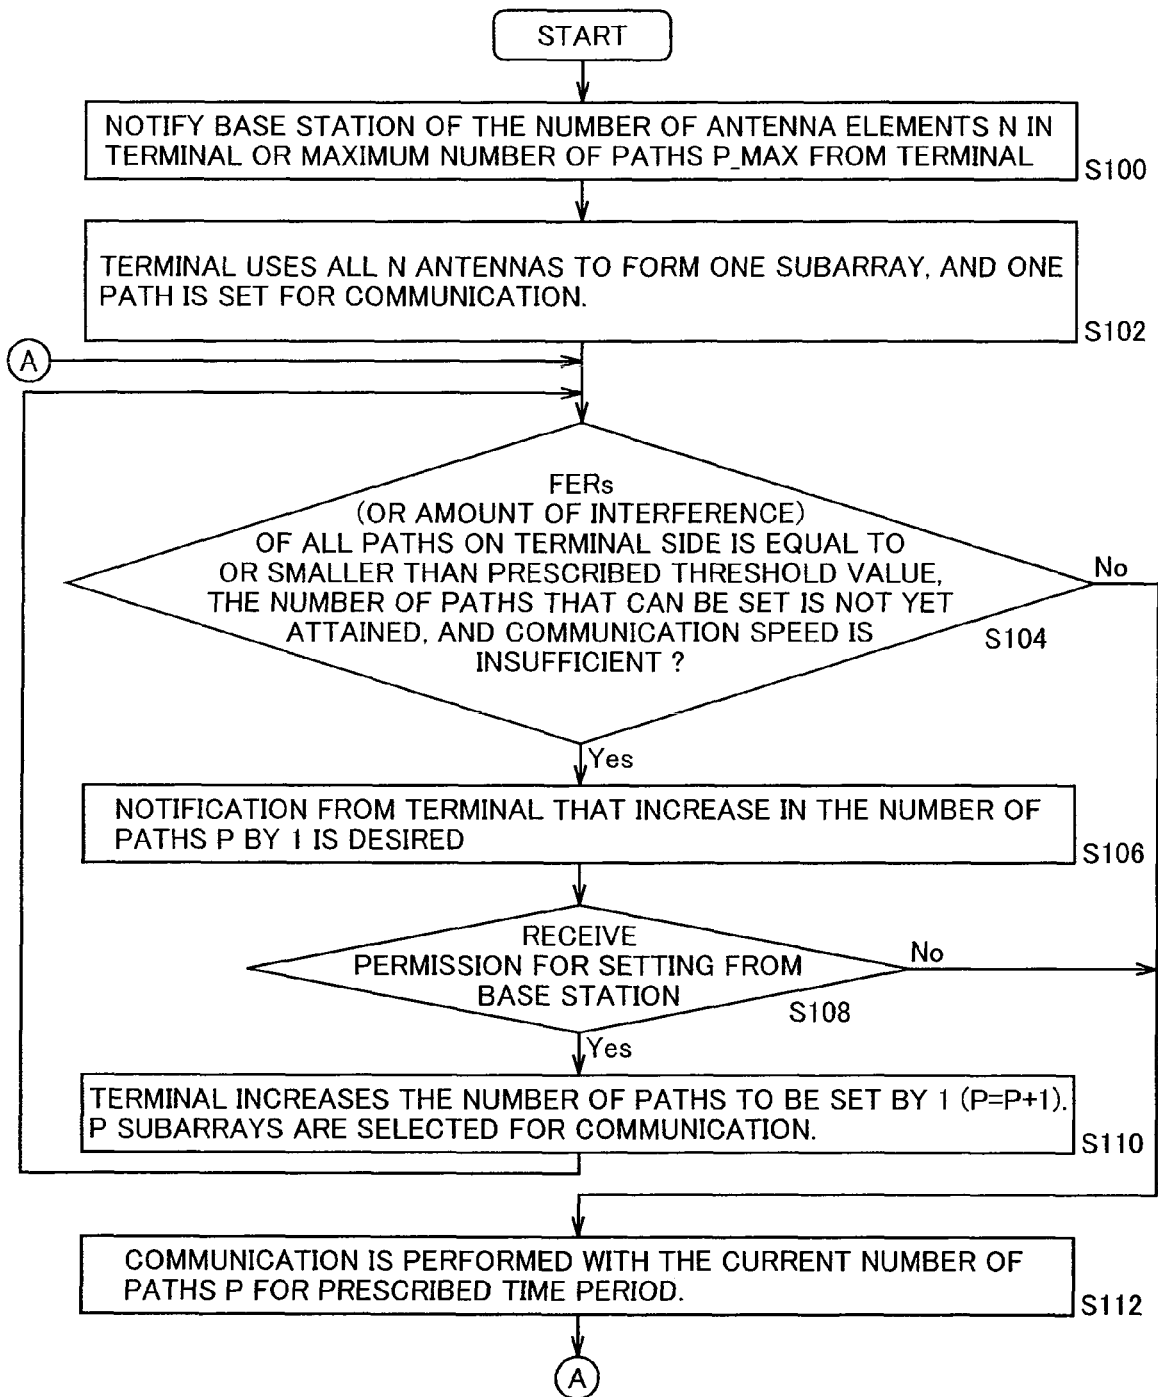 START
NOTIFY BASE STATION OF THE NUMBER OF ANTENNA ELEMENTS N IN
TERMINAL OR MAXIMUM NUMBER OF PATHS P_MAX FROM TERMINAL
S100
TERMINAL USES ALL N ANTENNAS TO FORM ONE SUBARRAY, AND ONE
PATH IS SET FOR COMMUNICATION.
S102
A
FERs
(OR AMOUNT OF INTERFERENCE)
OF ALL PATHS ON TERMINAL SIDE IS EQUAL TO
OR SMALLER THAN PRESCRIBED THRESHOLD VALUE,
THE NUMBER OF PATHS THAT CAN BE SET IS NOT YET
ATTAINED, AND COMMUNICATION SPEED IS
INSUFFICIENT ?
No
S104
Yes
NOTIFICATION FROM TERMINAL THAT INCREASE IN THE NUMBER OF
PATHS P BY 1 IS DESIRED
S106
RECEIVE
PERMISSION FOR SETTING FROM
BASE STATION
No
S108
Yes
TERMINAL INCREASES THE NUMBER OF PATHS TO BE SET BY 1 (P=P+1).
P SUBARRAYS ARE SELECTED FOR COMMUNICATION.
S110
COMMUNICATION IS PERFORMED WITH THE CURRENT NUMBER OF
PATHS P FOR PRESCRIBED TIME PERIOD.
S112
A